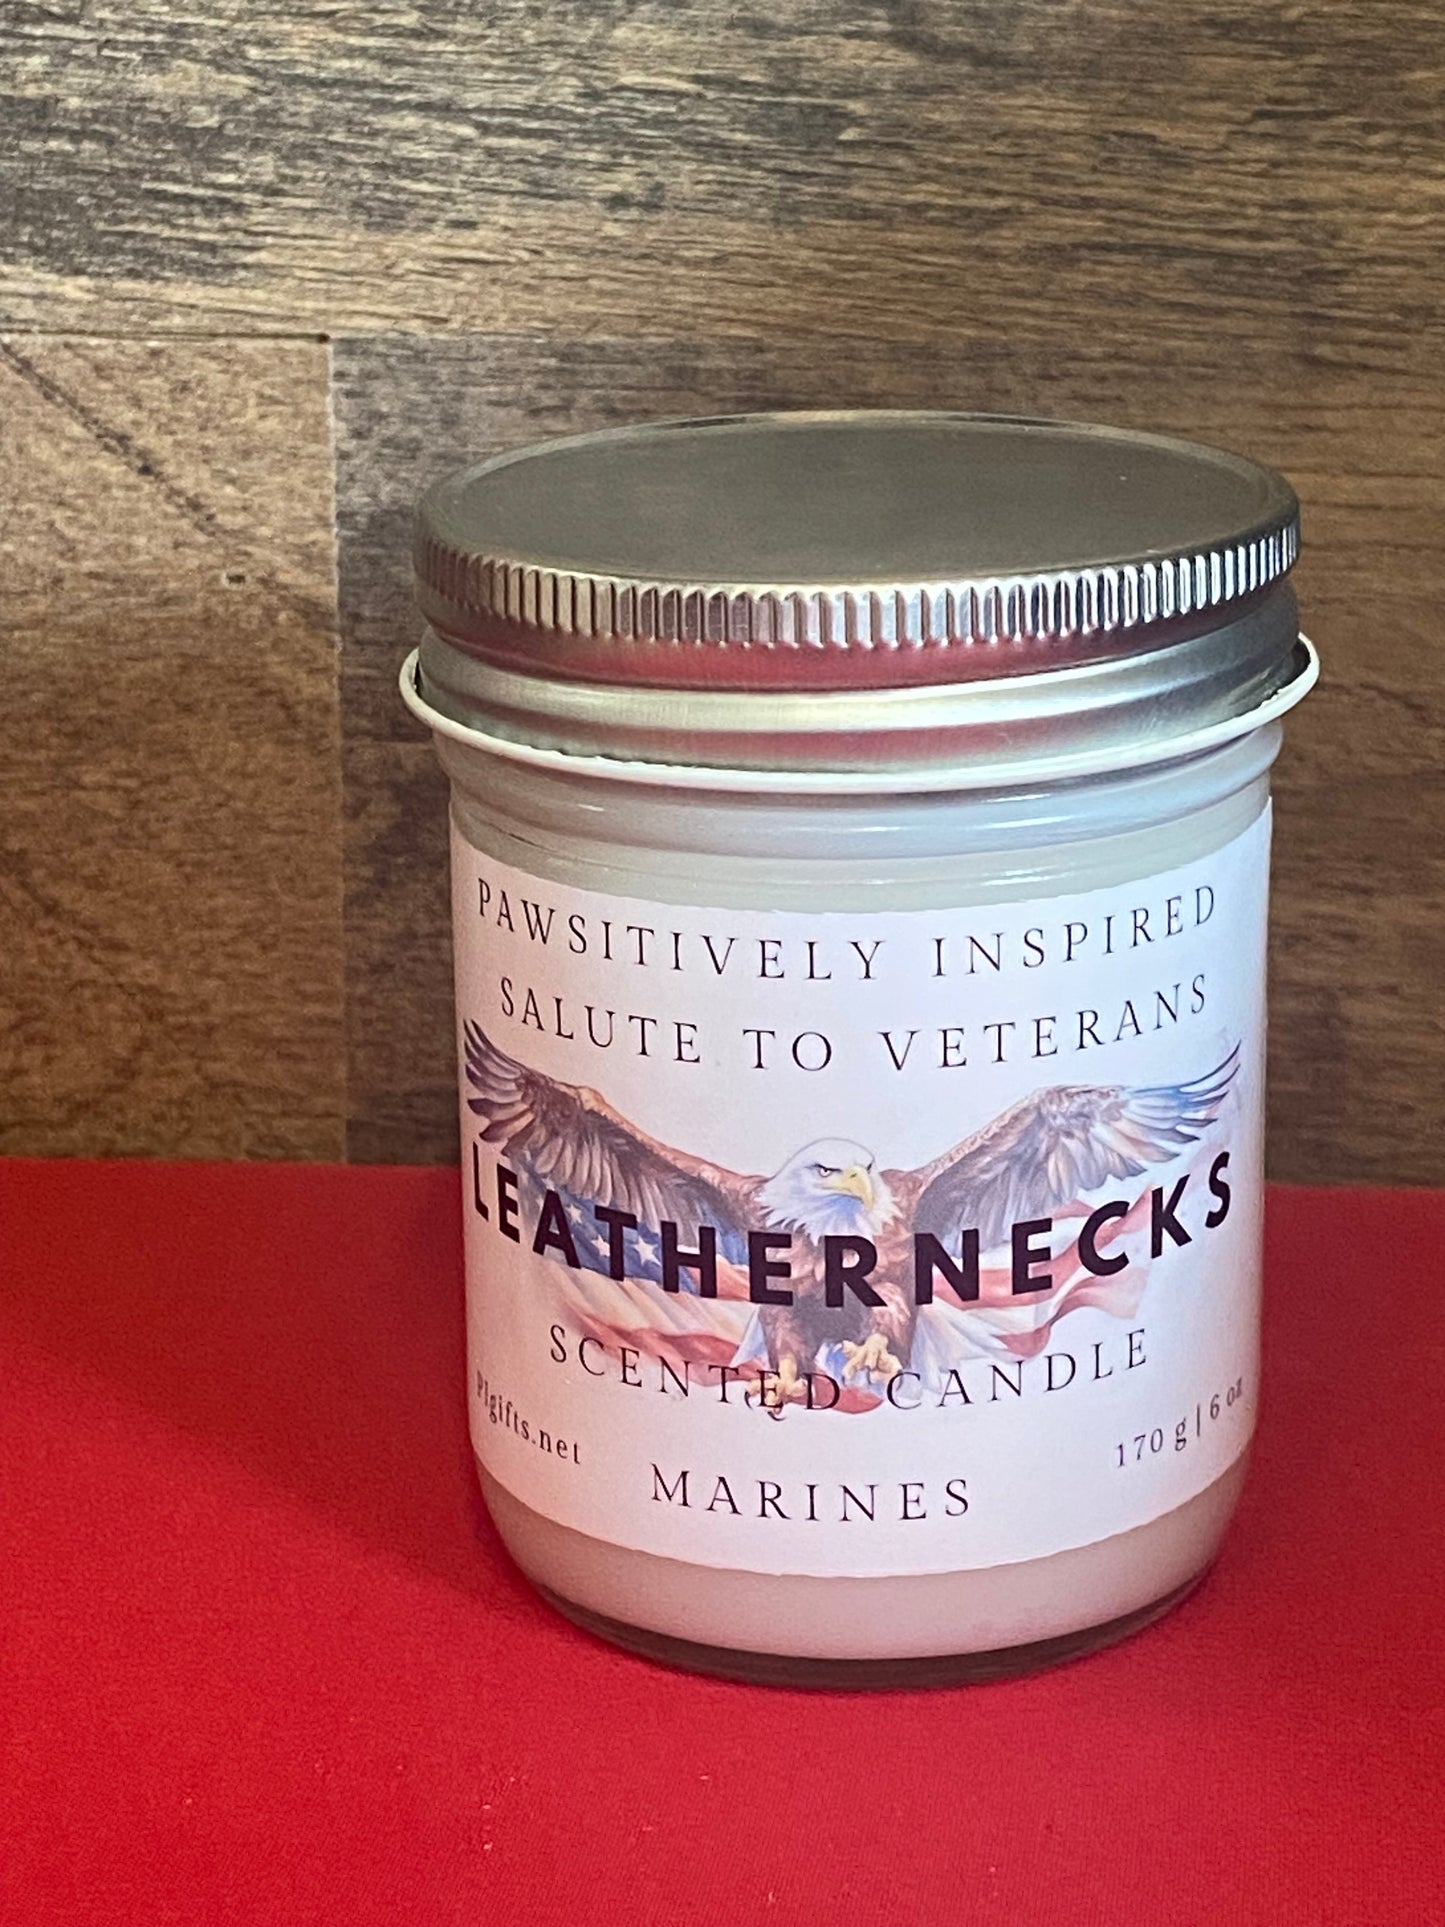 PAWSITIVELY INSPIRED
SALUTE TO VETERANS
LEATHERNECKS
SCENTED CANDLE
PIgifts.net
170 g | 6 oz
MARINES